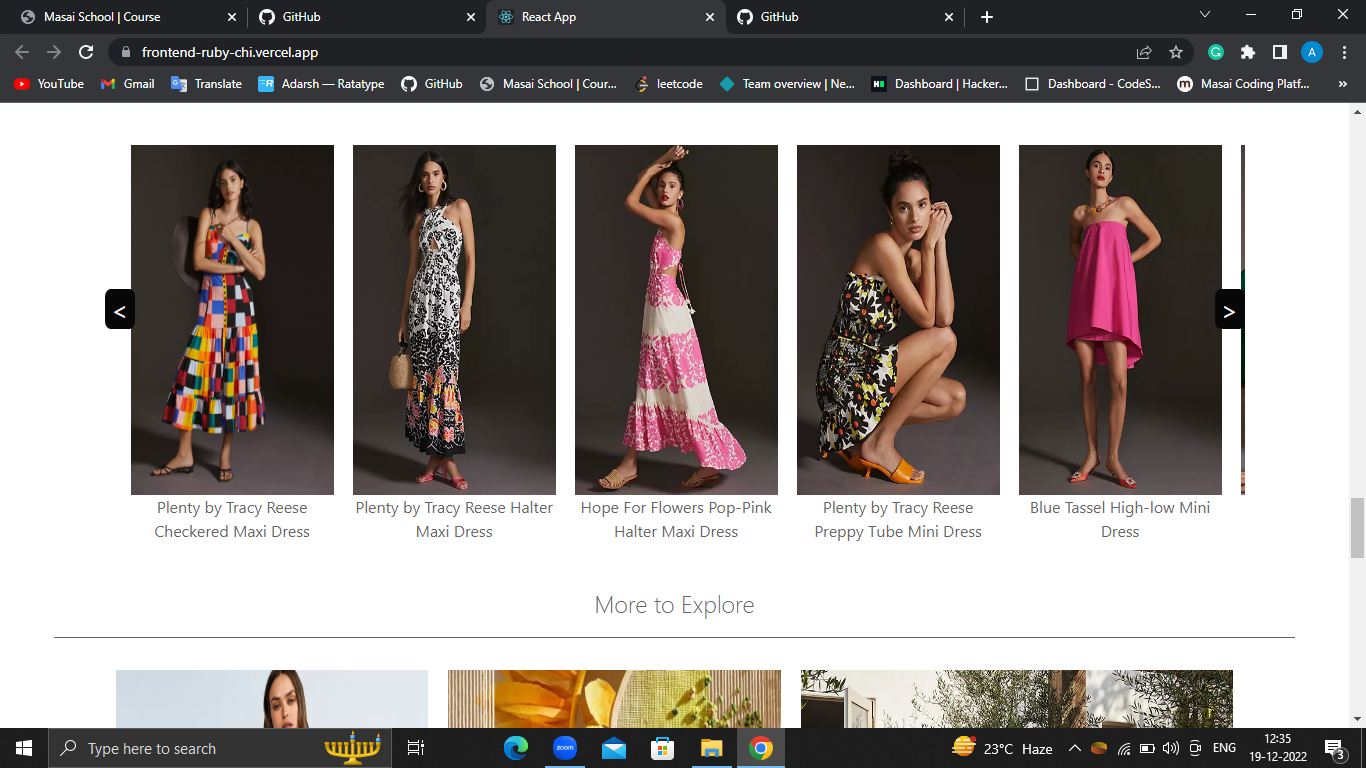 Masai School | Course
GitHub
React App
GitHub
frontend-ruby-chi.vercel.app
A
YouTube
Gmail
Translate
Adarsh — Ratatype
GitHub
Masai School | Cour...
leetcode
Team overview | Ne...
Dashboard | Hacker...
Dashboard - CodeS...
Masai Coding Platf...
»
<
>
Plenty by Tracy Reese
Checkered Maxi Dress
Plenty by Tracy Reese Halter
Maxi Dress
Hope For Flowers Pop-Pink
Halter Maxi Dress
Plenty by Tracy Reese
Preppy Tube Mini Dress
Blue Tassel High-low Mini
Dress
More to Explore
Type here to search
zoom
23°C Haze
ENG
12:35
19-12-2022
3